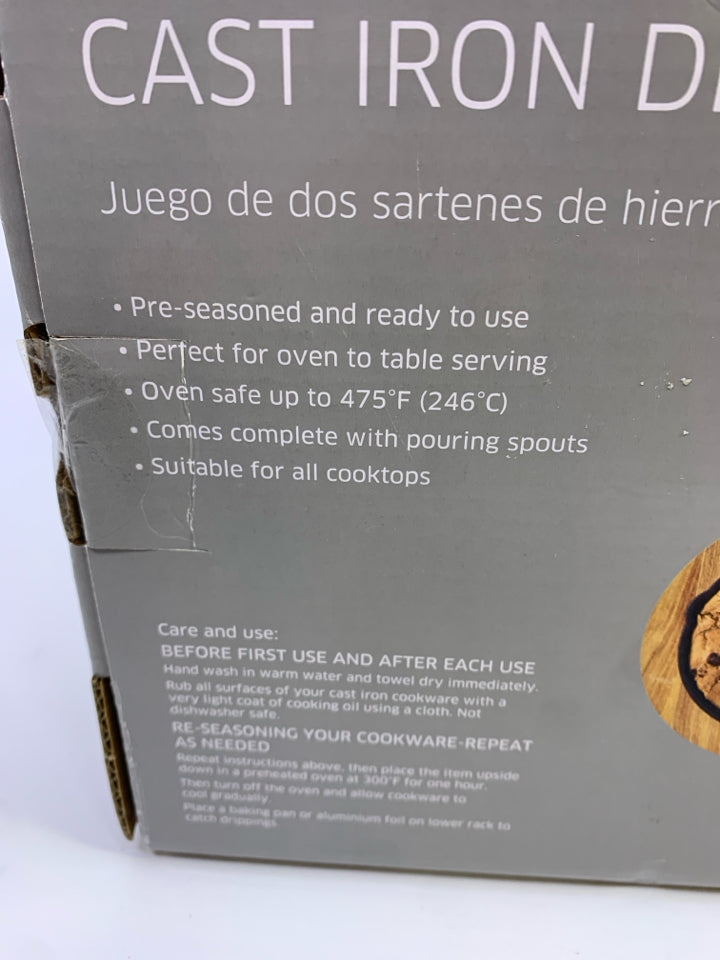 CAST IRON D
Juego de dos sartenes de hierr
• Pre-seasoned and ready to use
• Perfect for oven to table serving
• Oven safe up to 475°F (246°C)
• Comes complete with pouring spouts
• Suitable for all cooktops
Care and use:
BEFORE FIRST USE AND AFTER EACH USE
Hand wash in warm water and towel dry immediately.
Rub all surfaces of your cast iron cookware with a
very light coat of cooking oil using a cloth. Not
dishwasher safe.
RE-SEASONING YOUR COOKWARE-REPEAT
AS NEEDED
Repeat instructions above, then place the item upside
down in a preheated oven at 300°F for one hour.
Then turn off the oven and allow cookware to
cool gradually.
Place a baking pan or aluminium foil on lower rack to
catch drippings